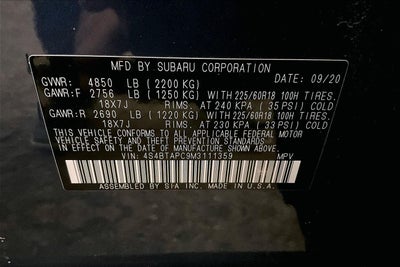 MFD BY SUBARU CORPORATION
DATE: 09/20
GVWR: 4850 LB (2200 KG)
GAWR:F 2756 LB (1250 KG) WITH 225/60R18 100H TIRES.
18X7J RIMS. AT 240 KPA (35 PSI) COLD
GAWR:R 2690 LB (1220 KG) WITH 225/60R18 100H TIRES.
18X7J RIMS. AT 230 KPA (33 PSI) COLD
THIS VEHICLE CONFORMS TO ALL APPLICABLE FEDERAL MOTOR
VEHICLE SAFETY AND THEFT PREVENTION STANDARDS
IN EFFECT ON THE DATE OF MANUFACTURE SHOWN ABOVE.
VIN: 4S4BTAPC9M3111359 MPV
ASSEMBLED BY SIA INC. MADE IN U.S.A.